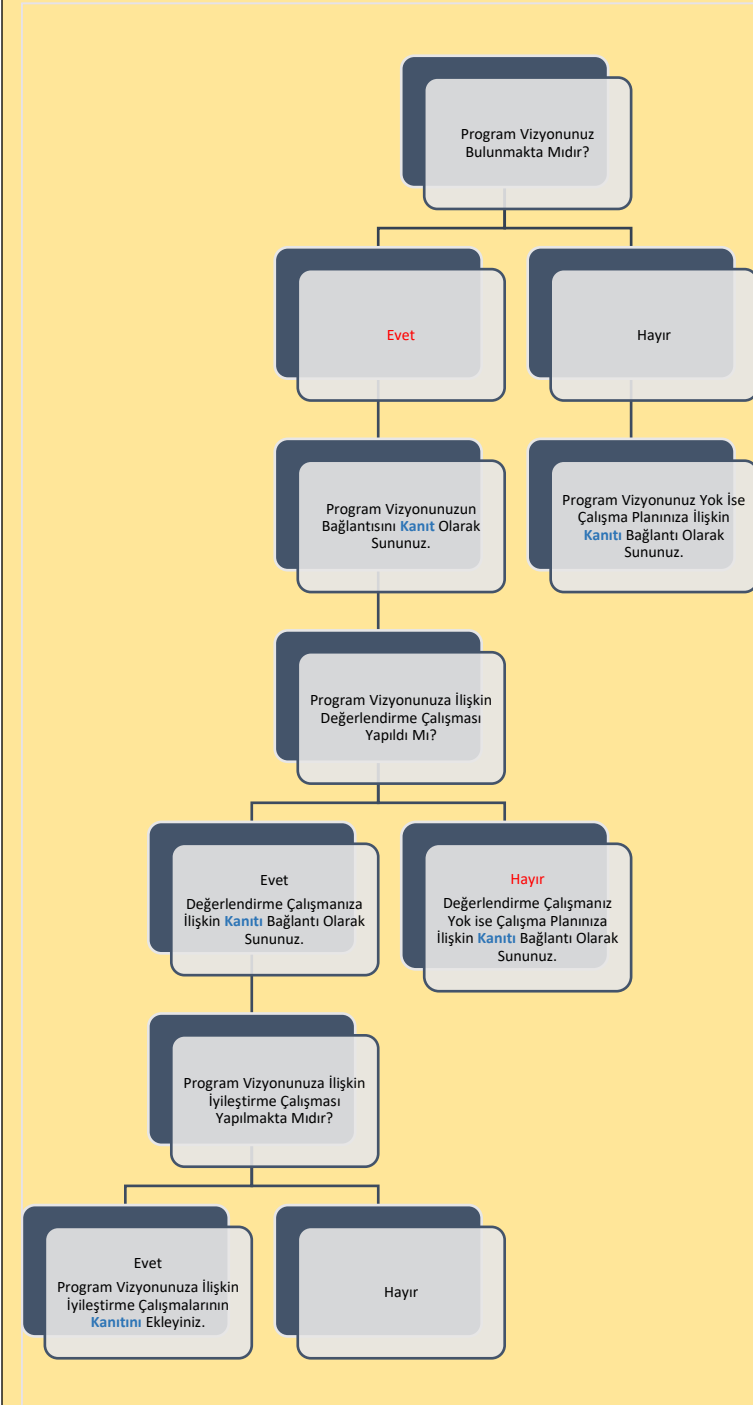 Program Vizyonunuz
Bulunmakta Mıdır?
Evet
Hayır
Program Vizyonunuzun
Bağlantısını Kanıt Olarak
Sununuz.
Program Vizyonunuz Yok İse
Çalışma Planınıza İlişkin
Kanıtı Bağlantı Olarak
Sununuz.
Program Vizyonunuza İlişkin
Değerlendirme Çalışması
Yapıldı Mı?
Evet
Değerlendirme Çalışmanıza
İlişkin Kanıtı Bağlantı Olarak
Sununuz.
Hayır
Değerlendirme Çalışmanız
Yok ise Çalışma Planınıza
İlişkin Kanıtı Bağlantı Olarak
Sununuz.
Program Vizyonunuza İlişkin
İyileştirme Çalışması
Yapılmakta Mıdır?
Evet
Program Vizyonunuza İlişkin
İyileştirme Çalışmalarının
Kanıtını Ekleyiniz.
Hayır